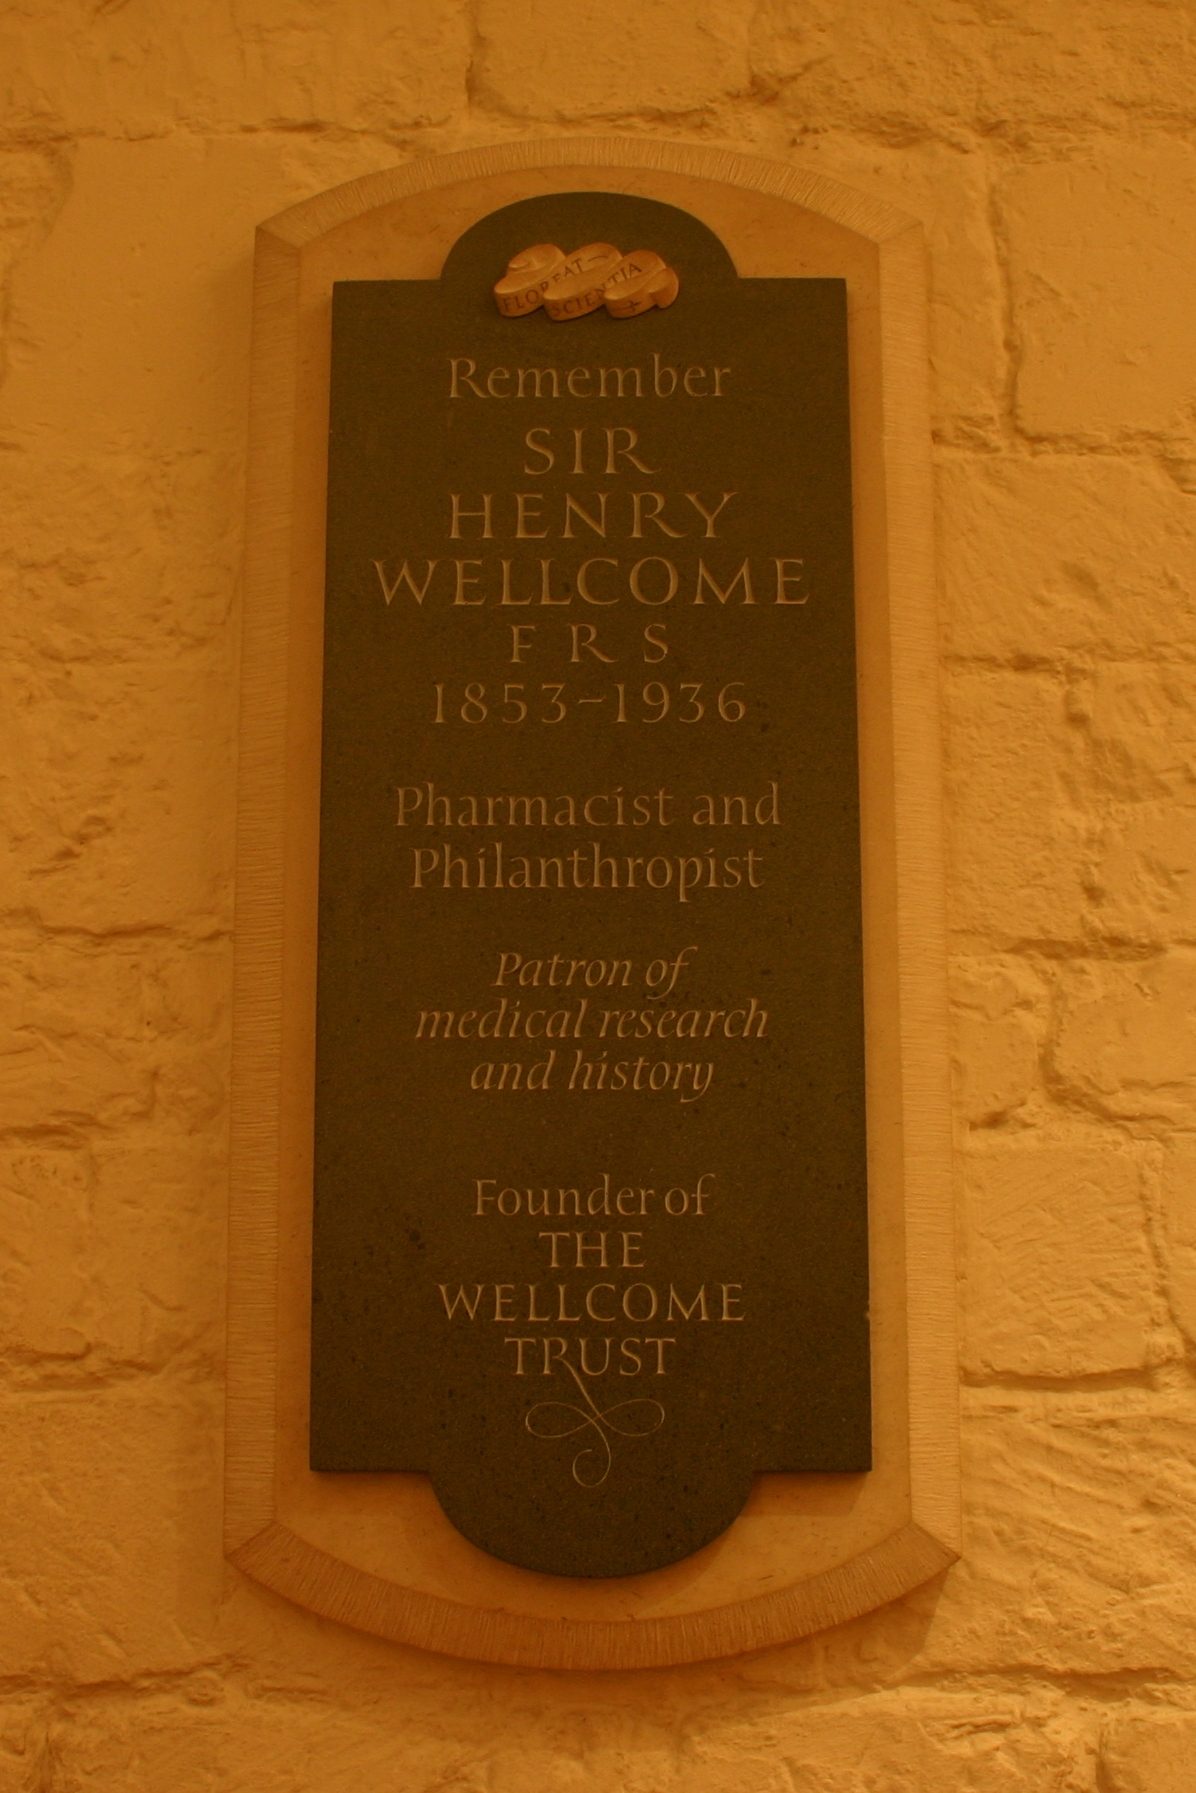 FLOREAT
SCIENTIA +
Remember
SIR
HENRY
WELLCOME
F R S
1853–1936
Pharmacist and
Philanthropist
Patron of
medical research
and history
Founder of
THE
WELLCOME
TRUST